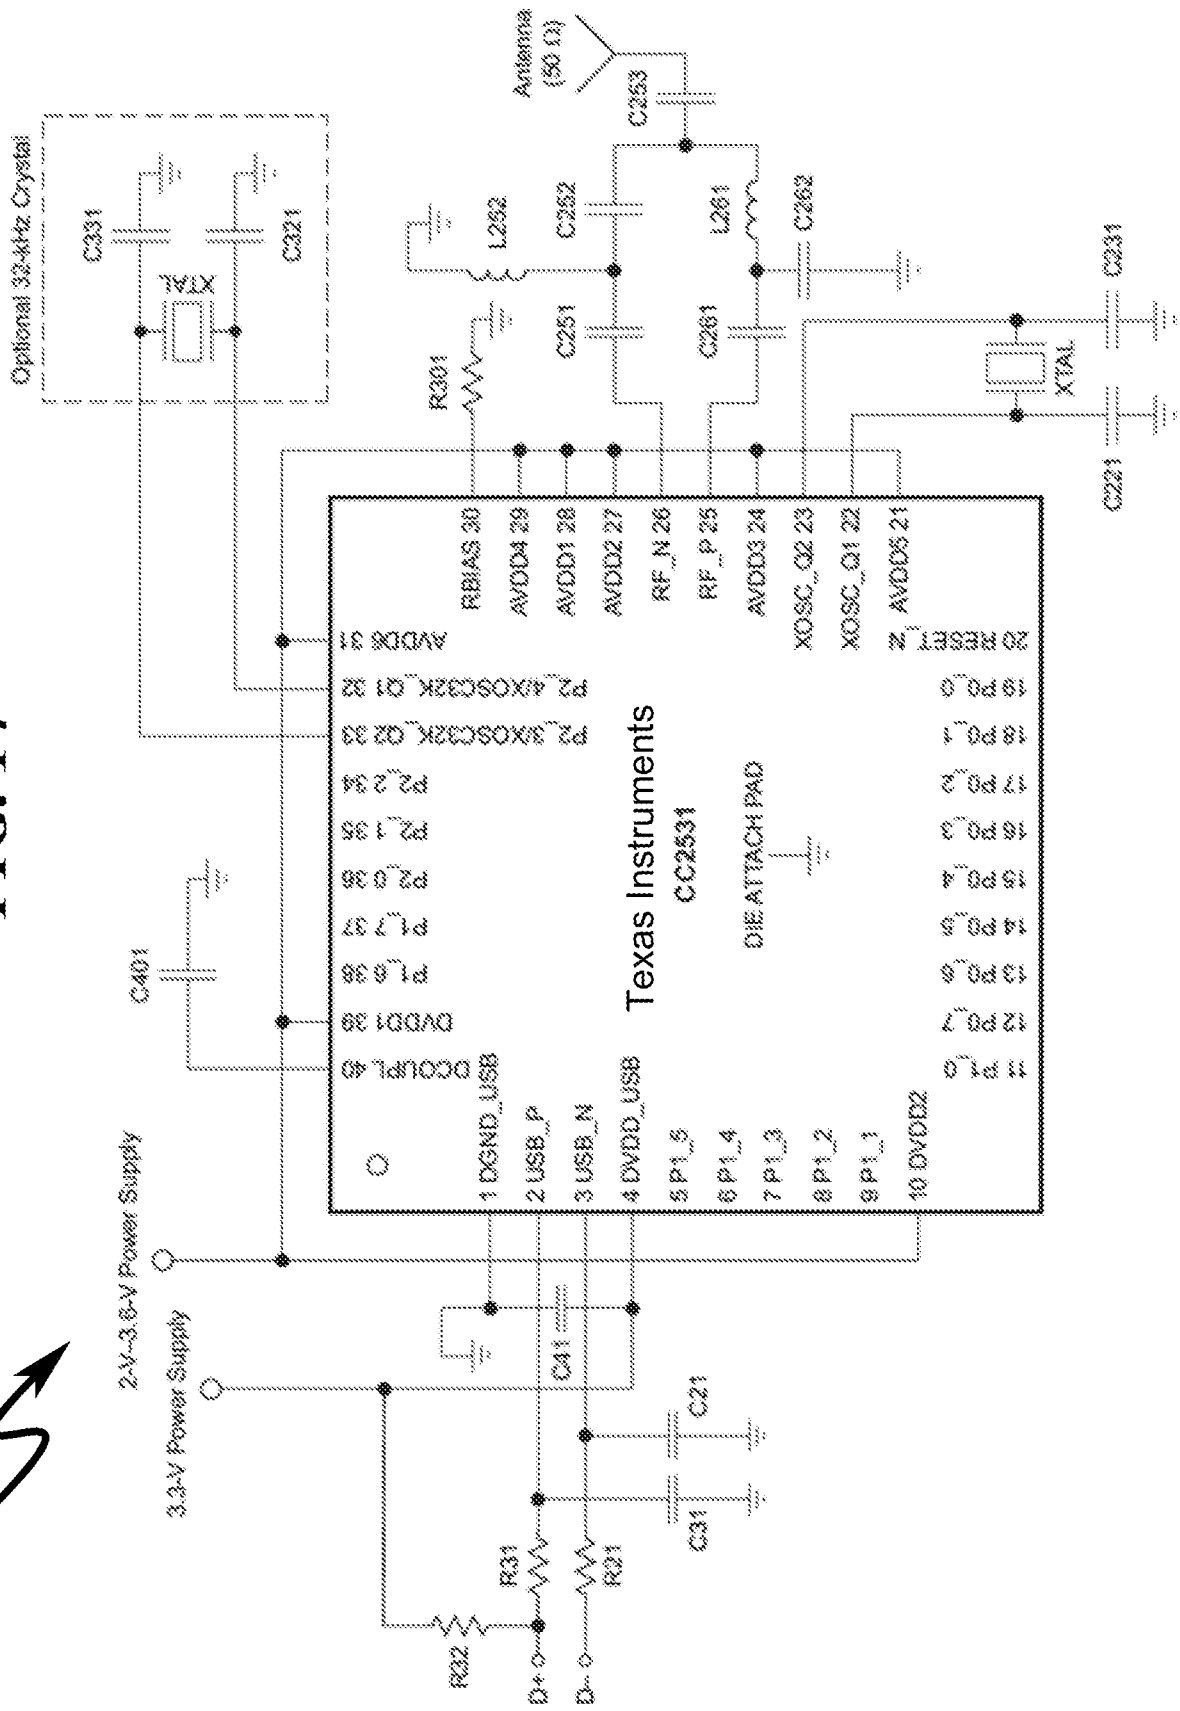 Optional 32-kHz Crystal
C331
XTAL
C321
Antenna
(50 Ω)
C253
L252
C252
L261
C262
C251
C261
R301
C231
XTAL
C221
C401
2-V–3.6-V Power Supply
3.3-V Power Supply
RBIAS 30
AVDD4 29
AVDD1 28
AVDD2 27
RF_N 26
RF_P 25
AVDD3 24
XOSC_Q2 23
XOSC_Q1 22
AVDD5 21
AVDD6 31
P2_4/XOSC32K_Q1 32
P2_3/XOSC32K_Q2 33
P2_2 34
P2_1 35
P2_0 36
P1_7 37
P1_6 38
DVDD1 39
DCOUPL 40
Texas Instruments
CC2531
DIE ATTACH PAD
20 RESET_N
19 P0_0
18 P0_1
17 P0_2
16 P0_3
15 P0_4
14 P0_5
13 P0_6
12 P0_7
11 P1_0
1 DGND_USB
2 USB_P
3 USB_N
4 DVDD_USB
5 P1_5
6 P1_4
7 P1_3
8 P1_2
9 P1_1
10 DVDD2
C41
C21
C31
R31
R21
R32
D+
D-